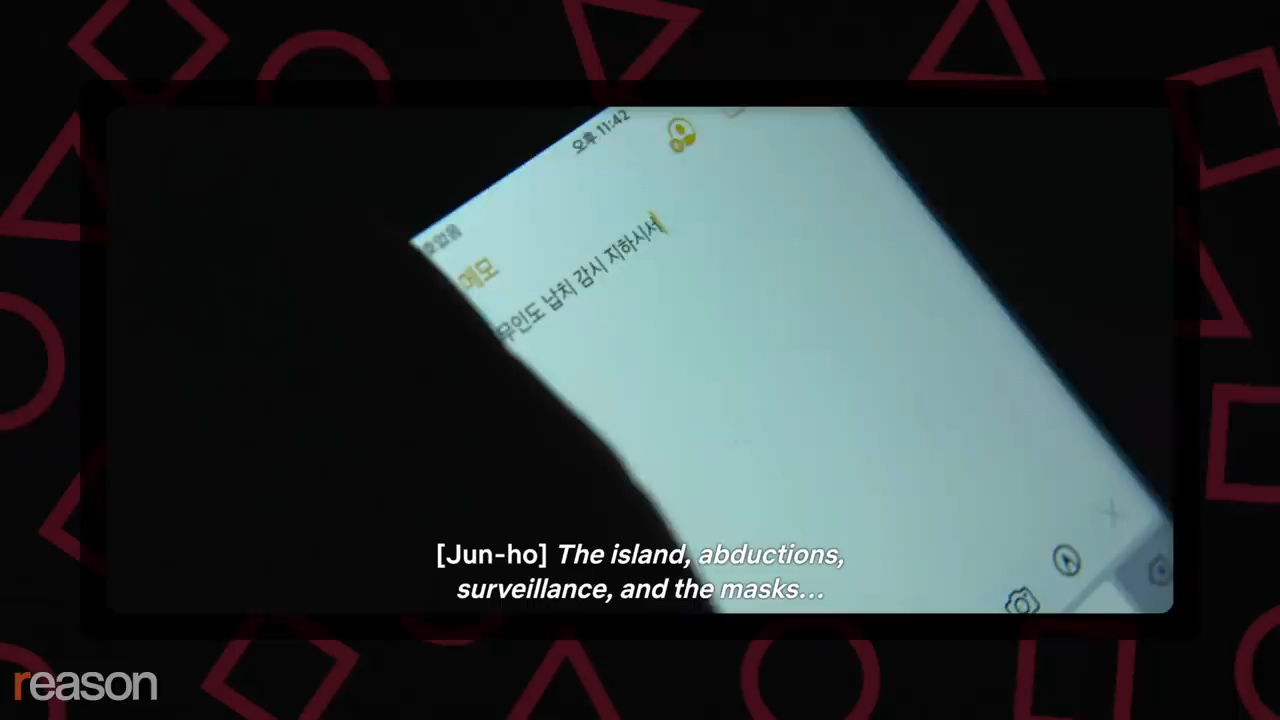 오후 11:42
메모
무인도 납치 감시 지하시서
[Jun-ho] The island, abductions,
surveillance, and the masks...
reason